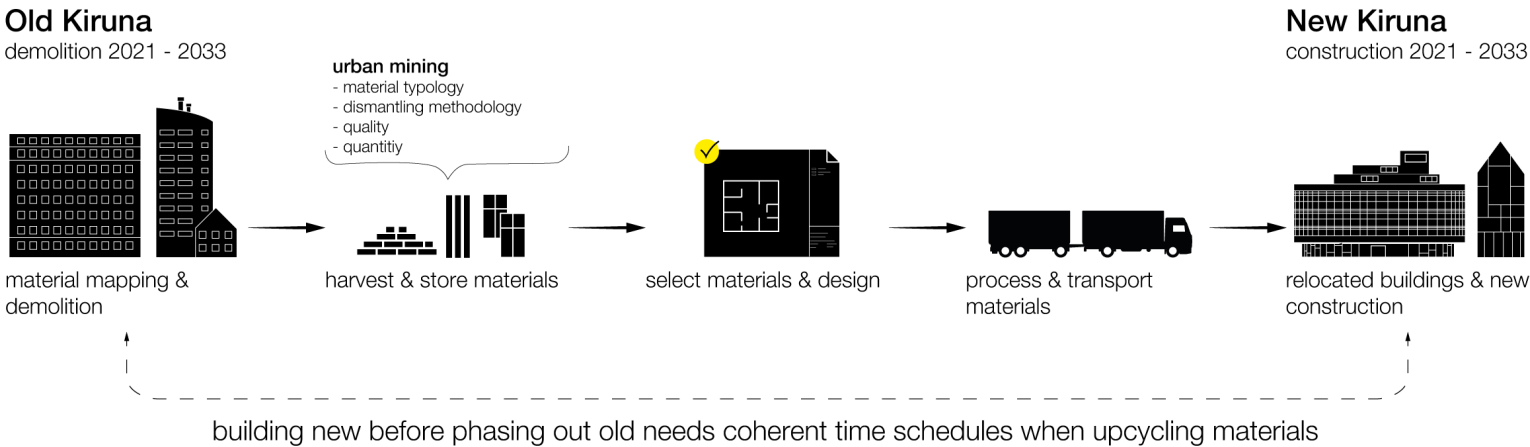 Old Kiruna
demolition 2021 - 2033
New Kiruna
construction 2021 - 2033
urban mining
- material typology
- dismantling methodology
- quality
- quantitiy
material mapping &
demolition
harvest & store materials
select materials & design
process & transport
materials
relocated buildings & new
construction
building new before phasing out old needs coherent time schedules when upcycling materials